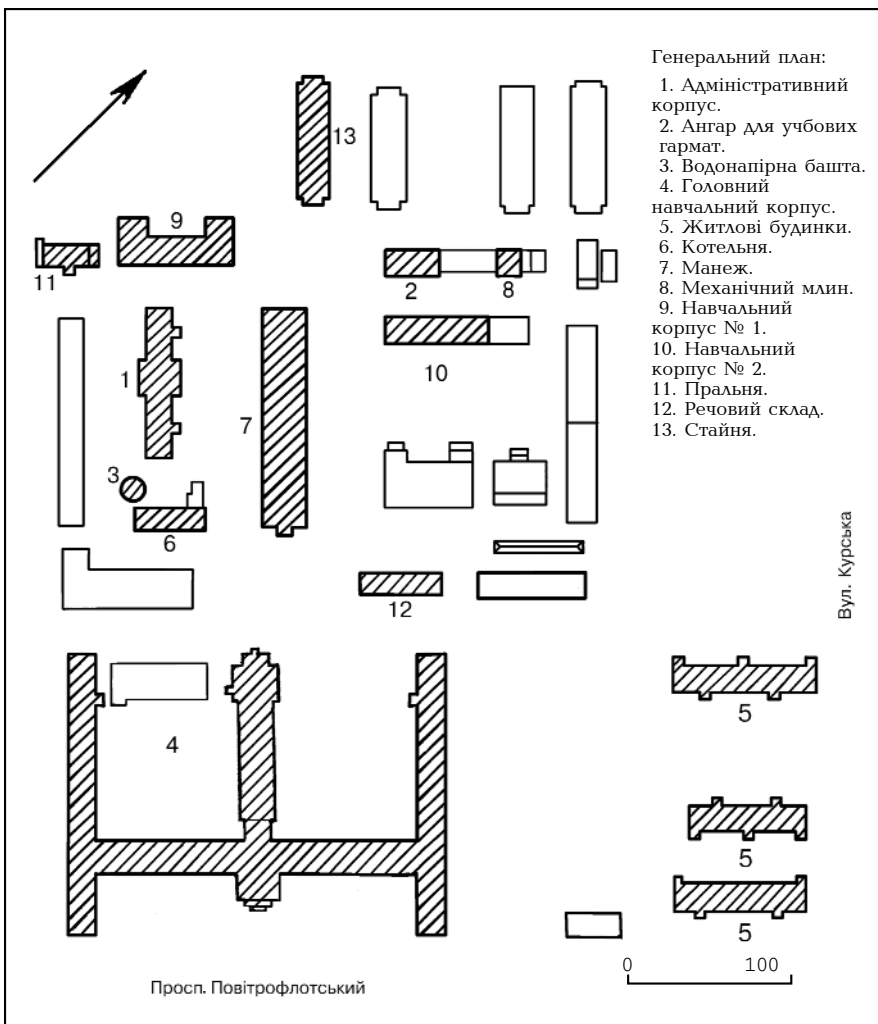 Генеральний план:
1. Адміністративний
корпус.
2. Ангар для учбових
гармат.
3. Водонапірна башта.
4. Головний
навчальний корпус.
5. Житлові будинки.
6. Котельня.
7. Манеж.
8. Механічний млин.
9. Навчальний
корпус № 1.
10. Навчальний
корпус № 2.
11. Пральня.
12. Речовий склад.
13. Стайня.
13
9
11
2
8
10
1
7
3
6
12
Вул. Курська
4
5
5
5
0 100
Просп. Повітрофлотський